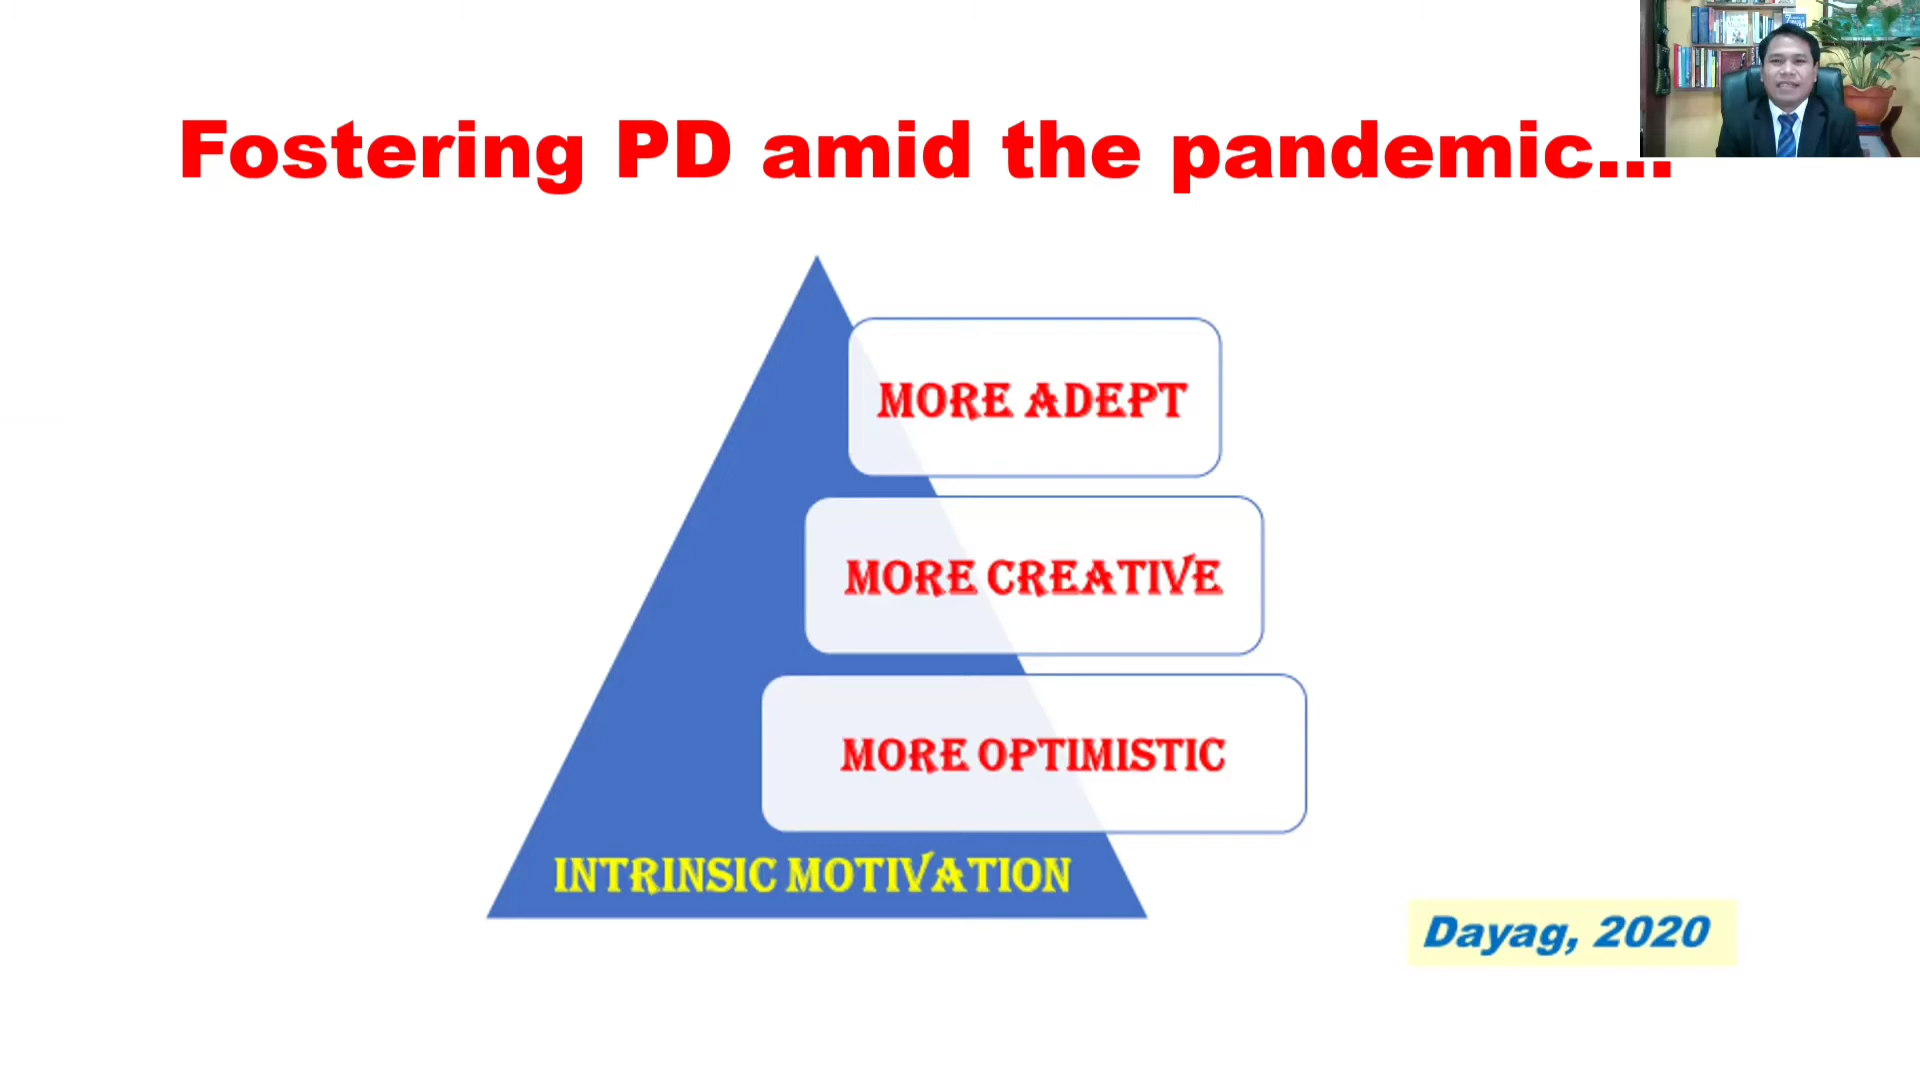 Fostering PD amid the pandemic...
MORE ADEPT
MORE CREATIVE
MORE OPTIMISTIC
INTRINSIC MOTIVATION
Dayag, 2020